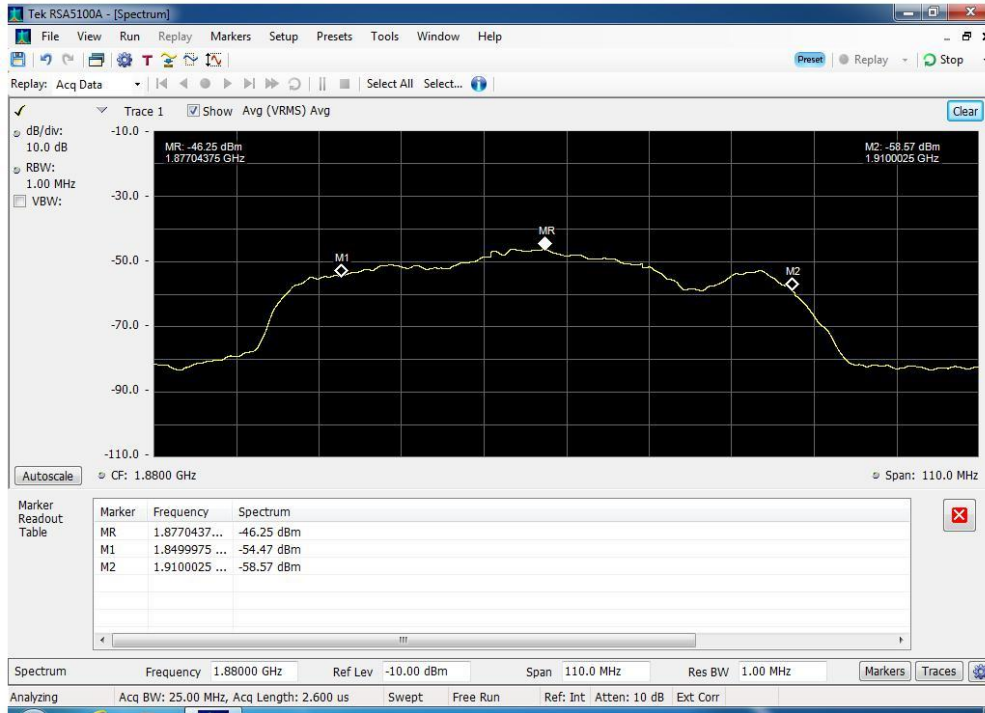 Tek RSA5100A - [Spectrum]
File View Run Replay Markers Setup Presets Tools Window Help
Preset Replay Stop
Replay: Acq Data Select All Select...
Trace 1 Show Avg (VRMS) Avg Clear
dB/div:
10.0 dB
RBW:
1.00 MHz
VBW:
-10.0
-30.0
-50.0
-70.0
-90.0
-110.0
MR: -46.25 dBm
1.87704375 GHz
M2: -58.57 dBm
1.9100025 GHz
MR
M1
M2
Autoscale CF: 1.8800 GHz Span: 110.0 MHz
Marker
Readout
Table
Marker Frequency Spectrum
MR 1.8770437... -46.25 dBm
M1 1.8499975 ... -54.47 dBm
M2 1.9100025 ... -58.57 dBm
Spectrum Frequency 1.88000 GHz Ref Lev -10.00 dBm Span 110.0 MHz Res BW 1.00 MHz Markers Traces
Analyzing Acq BW: 25.00 MHz, Acq Length: 2.600 us Swept Free Run Ref: Int Atten: 10 dB Ext Corr